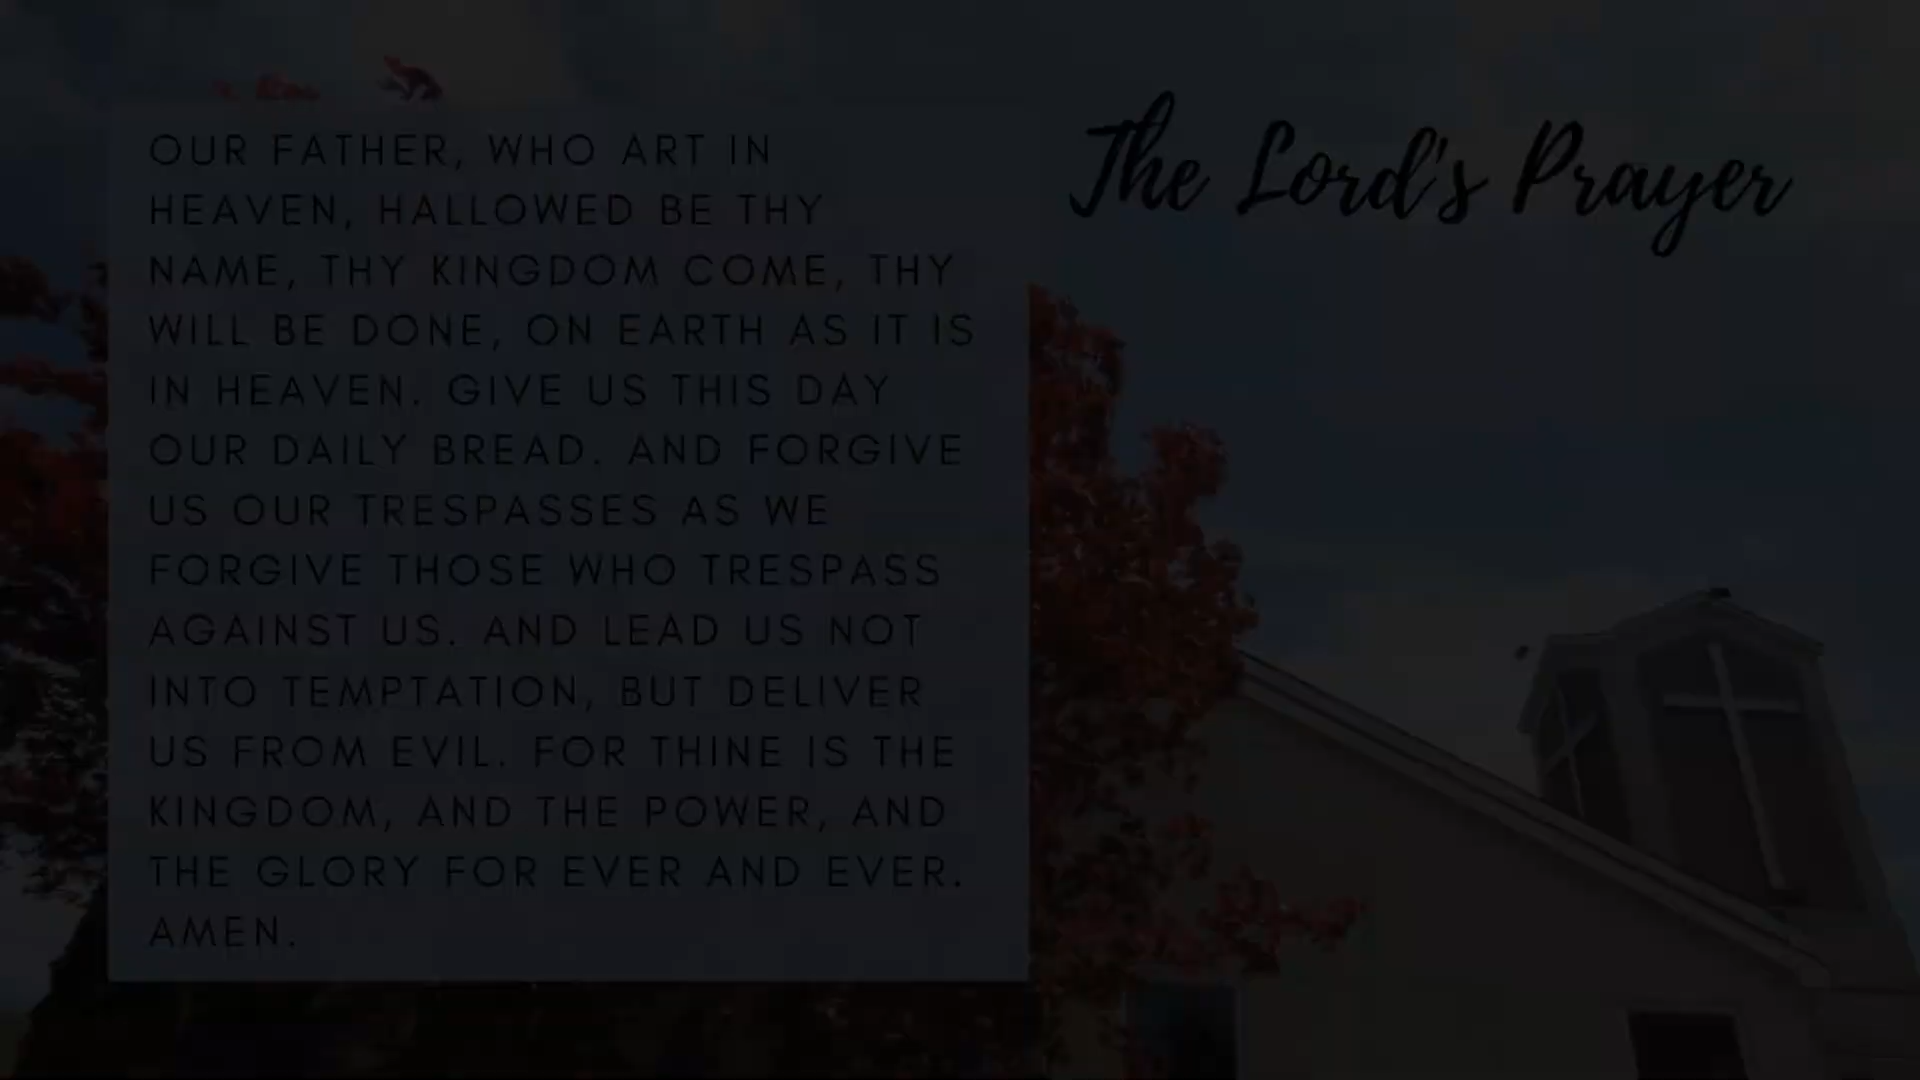 The Lord's Prayer
OUR FATHER, WHO ART IN
HEAVEN, HALLOWED BE THY
NAME, THY KINGDOM COME, THY
WILL BE DONE, ON EARTH AS IT IS
IN HEAVEN. GIVE US THIS DAY
OUR DAILY BREAD. AND FORGIVE
US OUR TRESPASSES AS WE
FORGIVE THOSE WHO TRESPASS
AGAINST US. AND LEAD US NOT
INTO TEMPTATION, BUT DELIVER
US FROM EVIL. FOR THINE IS THE
KINGDOM, AND THE POWER, AND
THE GLORY FOR EVER AND EVER.
AMEN.